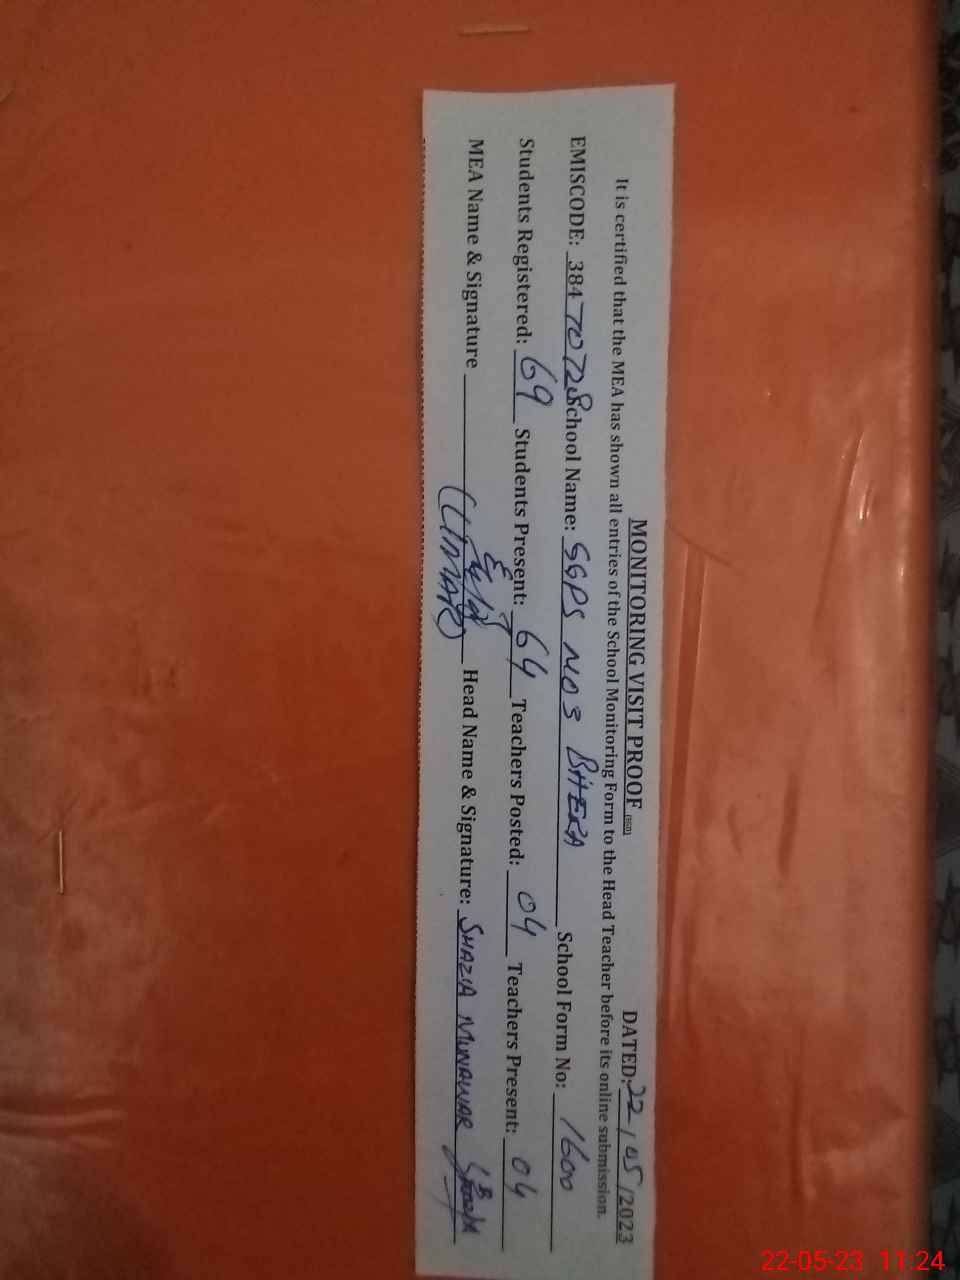 MONITORING VISIT PROOF (SGD) DATED: 22/05/2023
It is certified that the MEA has shown all entries of the School Monitoring Form to the Head Teacher before its online submission.
EMISCODE: 38470728 School Name: GGPS NO3 BHERA School Form No: 1600
Students Registered: 69 Students Present: 64 Teachers Posted: 04 Teachers Present: 04
MEA Name & Signature (UMAR) Head Name & Signature: SHAZIA MUNAWAR
22-05-23 11:24